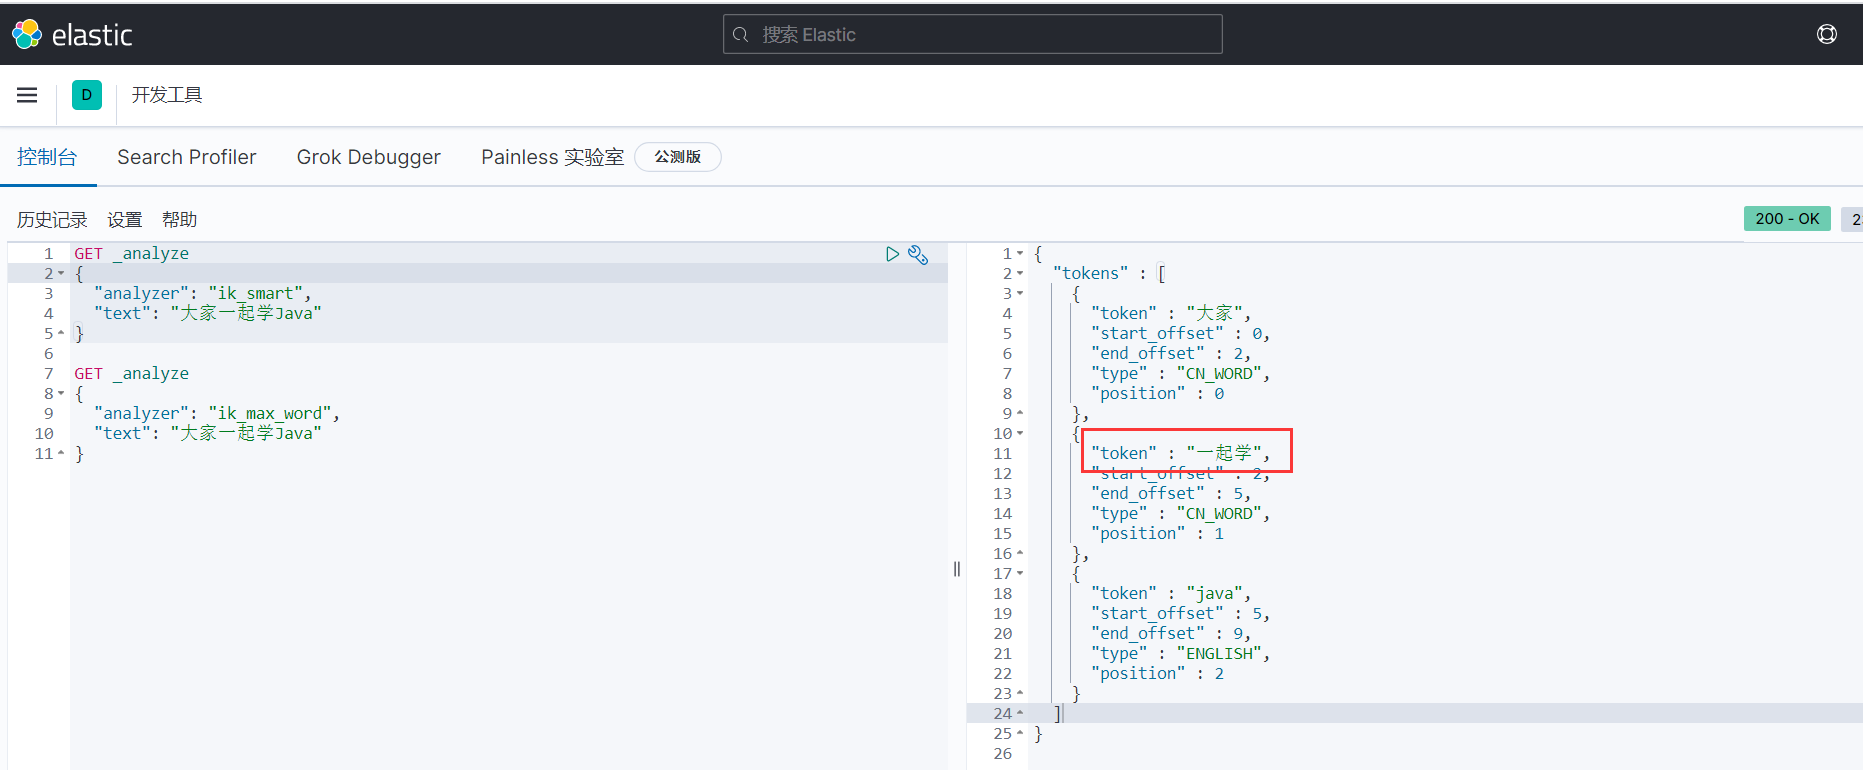 elastic
搜索 Elastic
D
开发工具
控制台 Search Profiler Grok Debugger Painless 实验室 公测版
历史记录 设置 帮助
200 - OK
1 GET _analyze
2 {
3 "analyzer": "ik_smart",
4 "text": "大家一起学Java"
5 }
6
7 GET _analyze
8 {
9 "analyzer": "ik_max_word",
10 "text": "大家一起学Java"
11 }
1 {
2 "tokens" : [
3 {
4 "token" : "大家",
5 "start_offset" : 0,
6 "end_offset" : 2,
7 "type" : "CN_WORD",
8 "position" : 0
9 },
10 {
11 "token" : "一起学",
12 "start_offset" : 2,
13 "end_offset" : 5,
14 "type" : "CN_WORD",
15 "position" : 1
16 },
17 {
18 "token" : "java",
19 "start_offset" : 5,
20 "end_offset" : 9,
21 "type" : "ENGLISH",
22 "position" : 2
23 }
24 ]
25 }
26